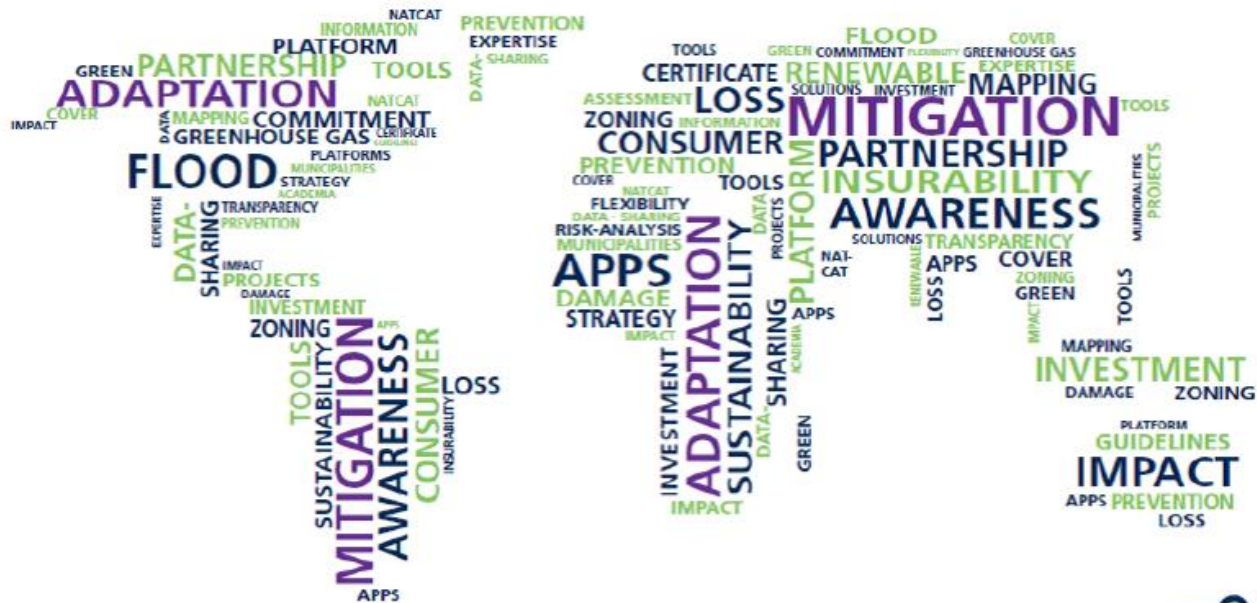 NATCAT
INFORMATION
PREVENTION
PLATFORM
EXPERTISE
GREEN PARTNERSHIP
TOOLS
DATA-
SHARING
ADAPTATION
NATCAT
COVER
IMPACT
DATA
MAPPING COMMITMENT
GREENHOUSE GAS
CERTIFICATE
GUIDELINES
FLOOD
PLATFORMS
MUNICIPALITIES
STRATEGY
ACADEMIA
EXPERTISE
DATA-
SHARING
TRANSPARENCY
PREVENTION
IMPACT
PROJECTS
DAMAGE
INVESTMENT
ZONING
APPS
TOOLS
SUSTAINABILITY
MITIGATION
AWARENESS
CONSUMER
INSURABILITY
LOSS
APPS
TOOLS
GREEN
FLOOD
COMMITMENT
FLEXIBILITY
GREENHOUSE GAS
COVER
CERTIFICATE
RENEWABLE
EXPERTISE
SOLUTIONS
INVESTMENT
MAPPING
ASSESSMENT
LOSS
MITIGATION
TOOLS
ZONING
INFORMATION
CONSUMER
PLATFORM
PARTNERSHIP
PREVENTION
COVER
TOOLS
INSURABILITY
MUNICIPALITIES
PROJECTS
NATCAT
FLEXIBILITY
DATA - SHARING
RISK-ANALYSIS
MUNICIPALITIES
DATA
PROJECTS
AWARENESS
ADAPTATION
SUSTAINABILITY
SOLUTIONS
TRANSPARENCY
NAT-
CAT
RENEWABLE
LOSS
APPS
COVER
ZONING
GREEN
APPS
DAMAGE
STRATEGY
IMPACT
INVESTMENT
DATA-
SHARING
APPS
ACADEMIA
GREEN
IMPACT
TOOLS
IMPACT
MAPPING
INVESTMENT
DAMAGE
ZONING
PLATFORM
GUIDELINES
IMPACT
APPS PREVENTION
LOSS